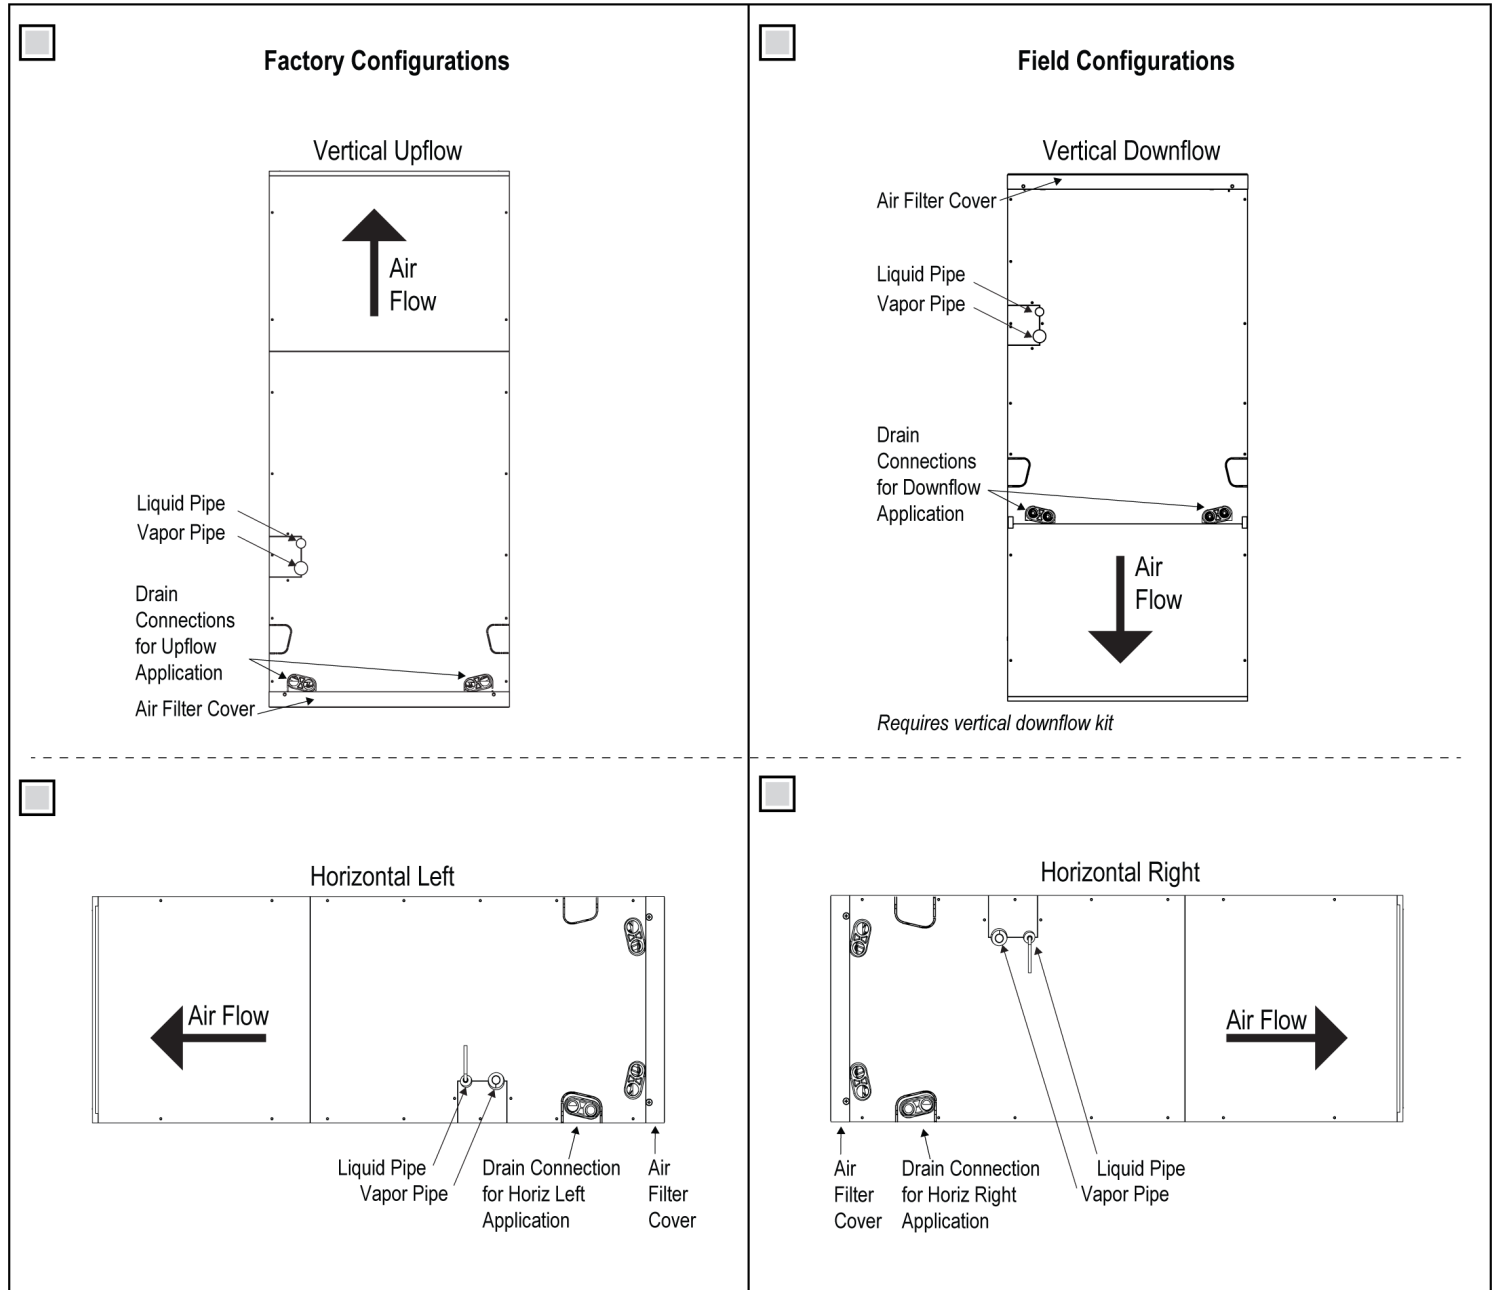 Factory Configurations
Vertical Upflow
Air
Flow
Liquid Pipe
Vapor Pipe
Drain
Connections
for Upflow
Application
Air Filter Cover
Field Configurations
Vertical Downflow
Air Filter Cover
Liquid Pipe
Vapor Pipe
Drain
Connections
for Downflow
Application
Air
Flow
Requires vertical downflow kit
Horizontal Left
Air Flow
Liquid Pipe
Vapor Pipe
Drain Connection
for Horiz Left
Application
Air
Filter
Cover
Horizontal Right
Air Flow
Air
Filter
Cover
Drain Connection
for Horiz Right
Application
Liquid Pipe
Vapor Pipe